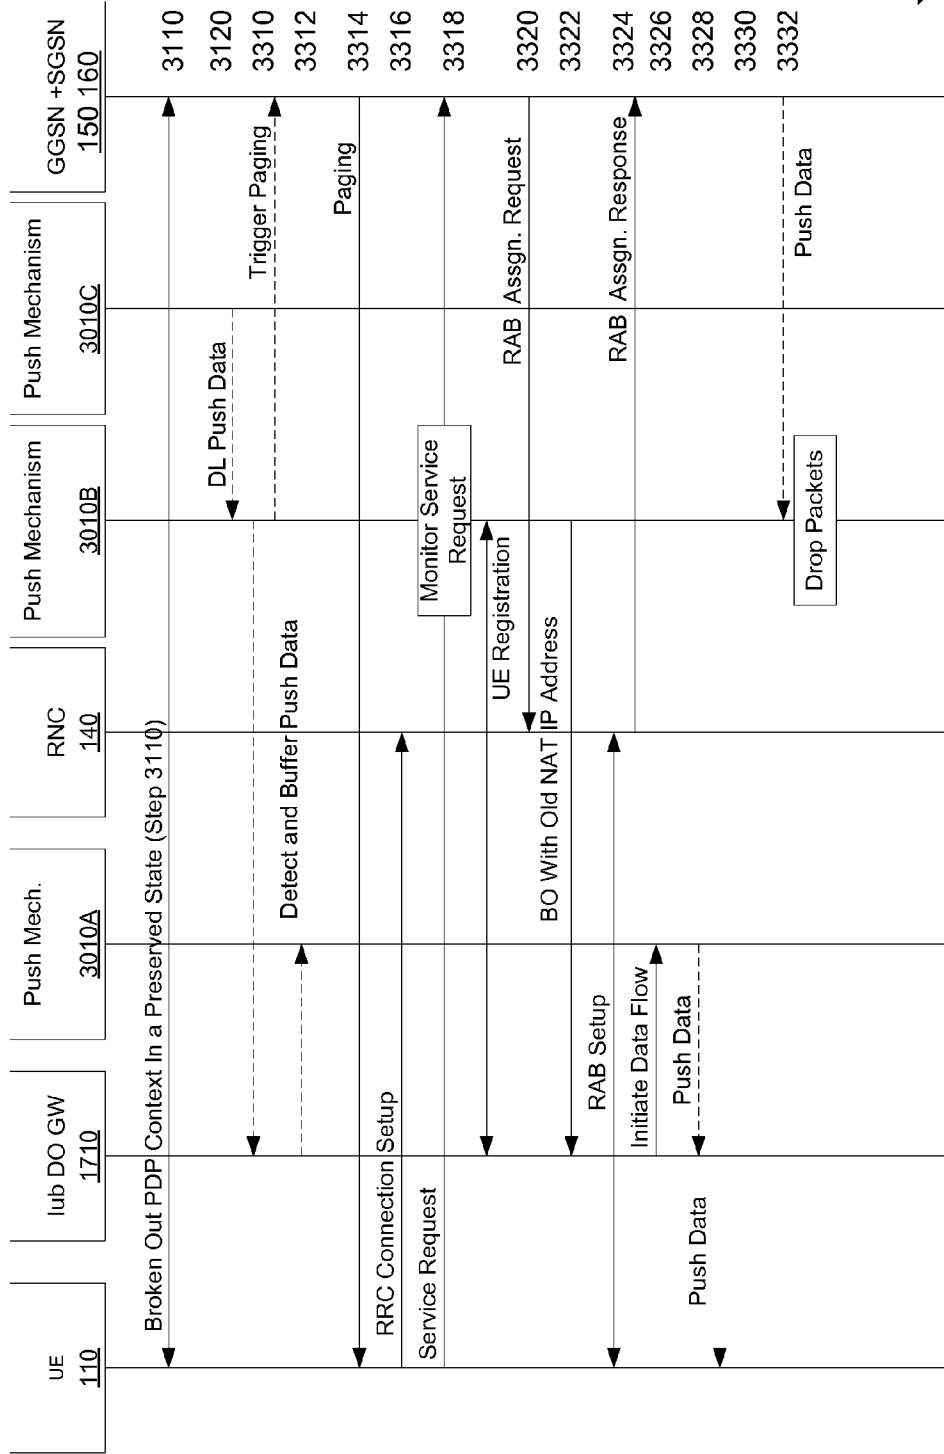 UE
110
Iub DO GW
1710
Push Mech.
3010A
RNC
140
Push Mechanism
3010B
Push Mechanism
3010C
GGSN +SGSN
150 160
Broken Out PDP Context In a Preserved State (Step 3110)
3110
DL Push Data
3120
Trigger Paging
3310
Detect and Buffer Push Data
3312
Paging
3314
RRC Connection Setup
3316
Service Request
Monitor Service
Request
3318
UE Registration
RAB Assgn. Request
3320
BO With Old NAT IP Address
3322
RAB Setup
RAB Assgn. Response
3324
Initiate Data Flow
3326
Push Data
Push Data
3328
3330
Push Data
3332
Drop Packets